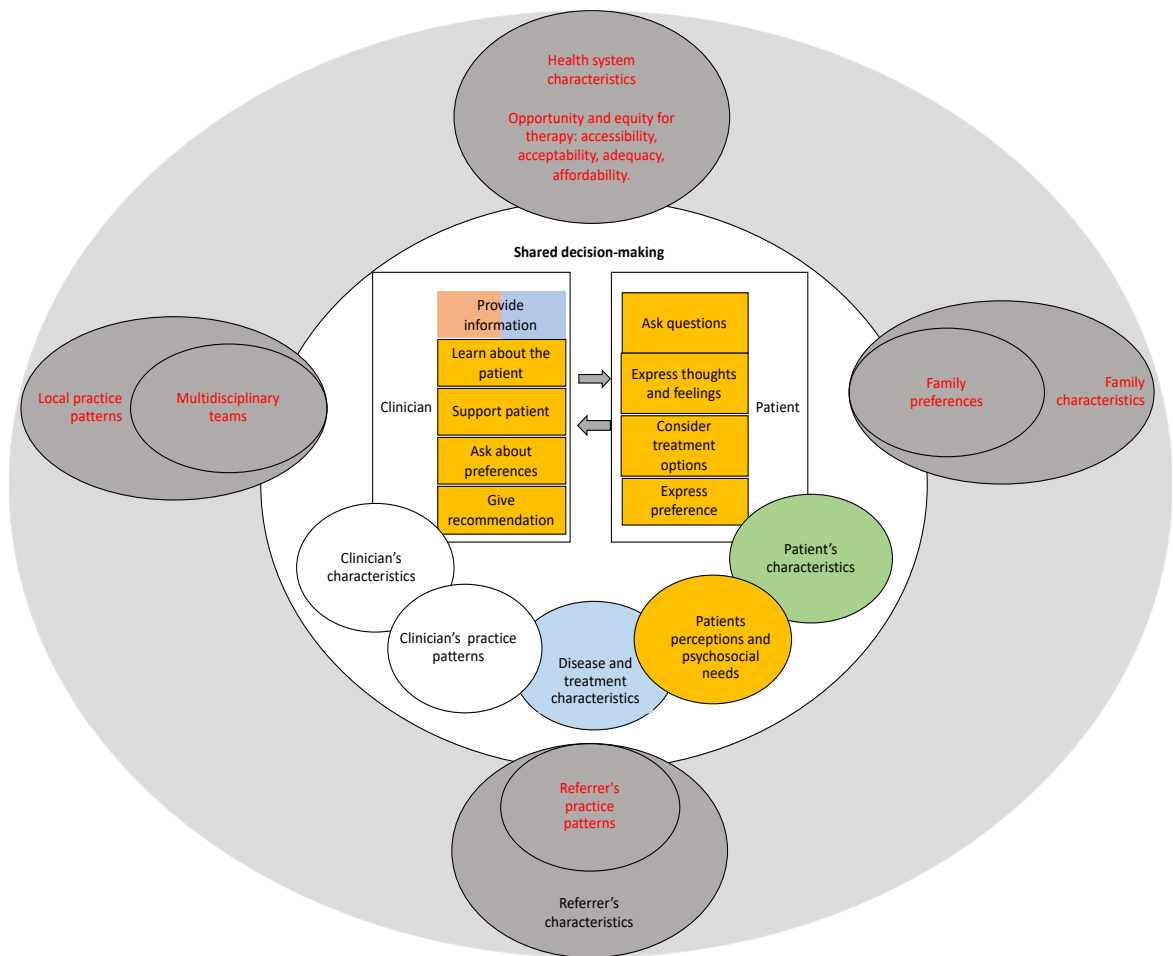 Health system
characteristics
Opportunity and equity for
therapy: accessibility,
acceptability, adequacy,
affordability.
Shared decision-making
Clinician
Provide
information
Learn about the
patient
Support patient
Ask about
preferences
Give
recommendation
Ask questions
Express thoughts
and feelings
Consider
treatment
options
Express
preference
Patient
Local practice
patterns
Multidisciplinary
teams
Family
preferences
Family
characteristics
Clinician's
characteristics
Clinician's practice
patterns
Disease and
treatment
characteristics
Patients
perceptions and
psychosocial
needs
Patient's
characteristics
Referrer's
practice
patterns
Referrer's
characteristics